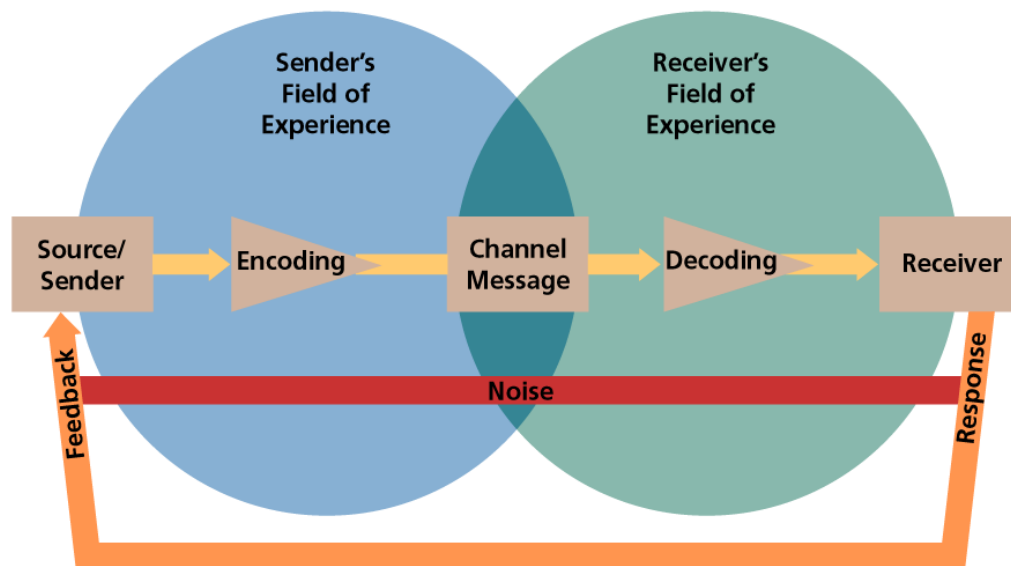 Sender's
Field of
Experience
Receiver's
Field of
Experience
Source/
Sender
Encoding
Channel
Message
Decoding
Receiver
Feedback
Noise
Response